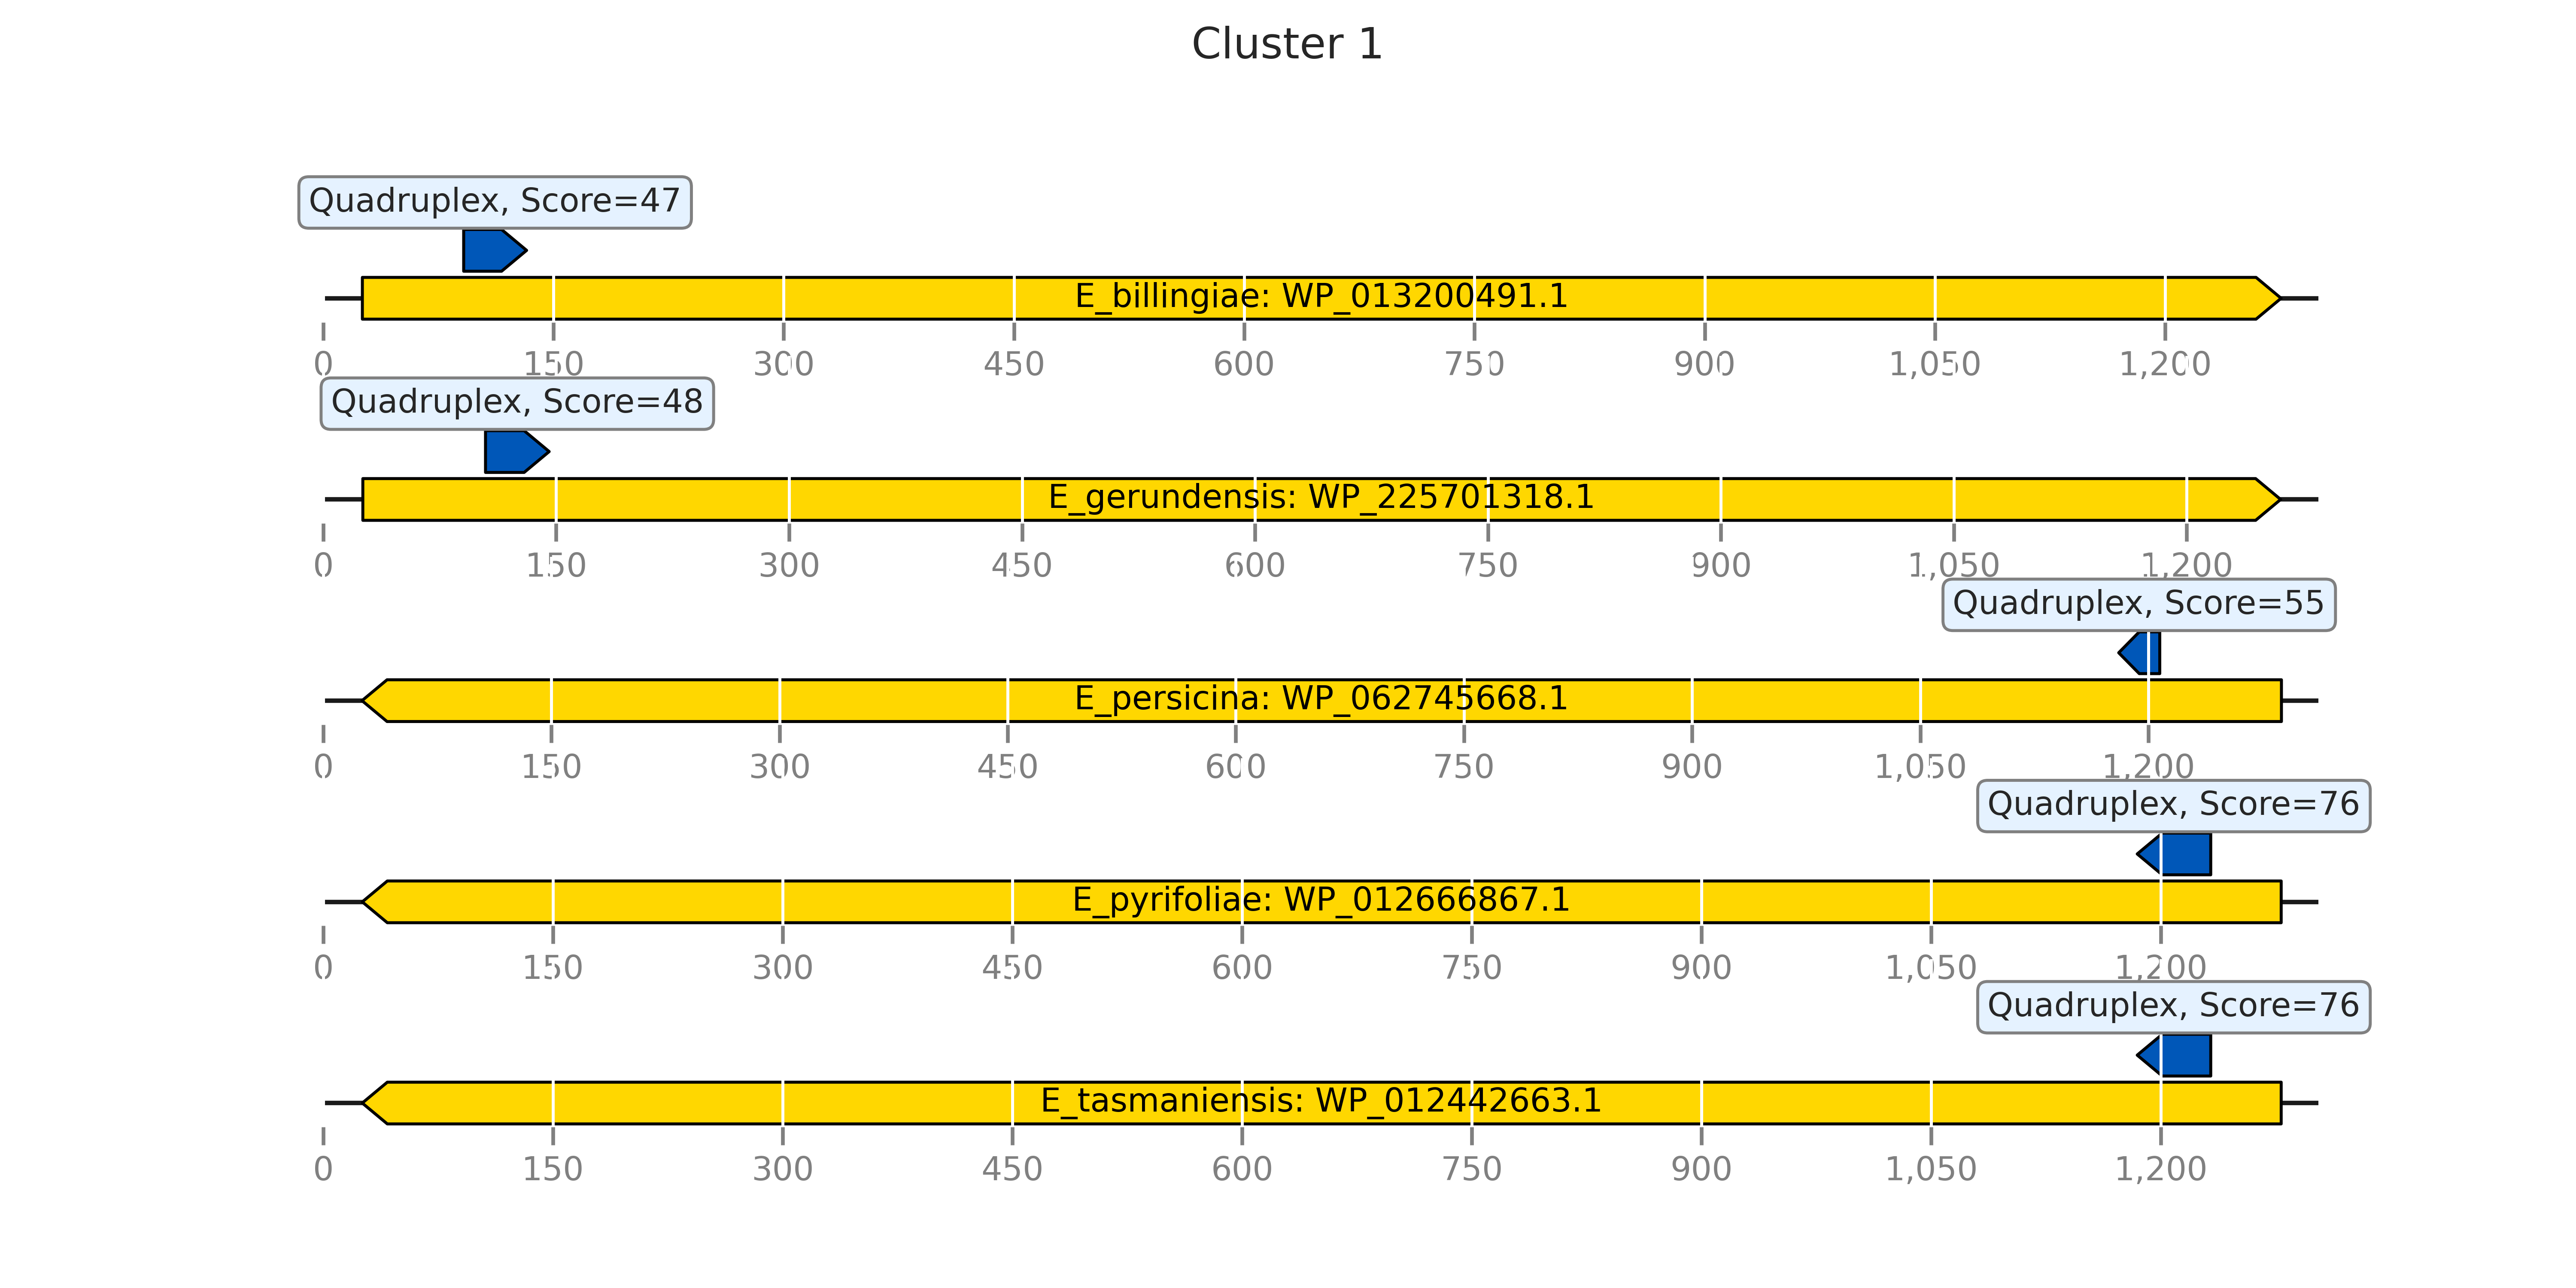 Cluster 1
Quadruplex, Score=47
E_billingiae: WP_013200491.1
0 150 300 450 600 750 900 1,050 1,200
Quadruplex, Score=48
E_gerundensis: WP_225701318.1
0 150 300 450 600 750 900 1,050 1,200
Quadruplex, Score=55
E_persicina: WP_062745668.1
0 150 300 450 600 750 900 1,050 1,200
Quadruplex, Score=76
E_pyrifoliae: WP_012666867.1
0 150 300 450 600 750 900 1,050 1,200
Quadruplex, Score=76
E_tasmaniensis: WP_012442663.1
0 150 300 450 600 750 900 1,050 1,200